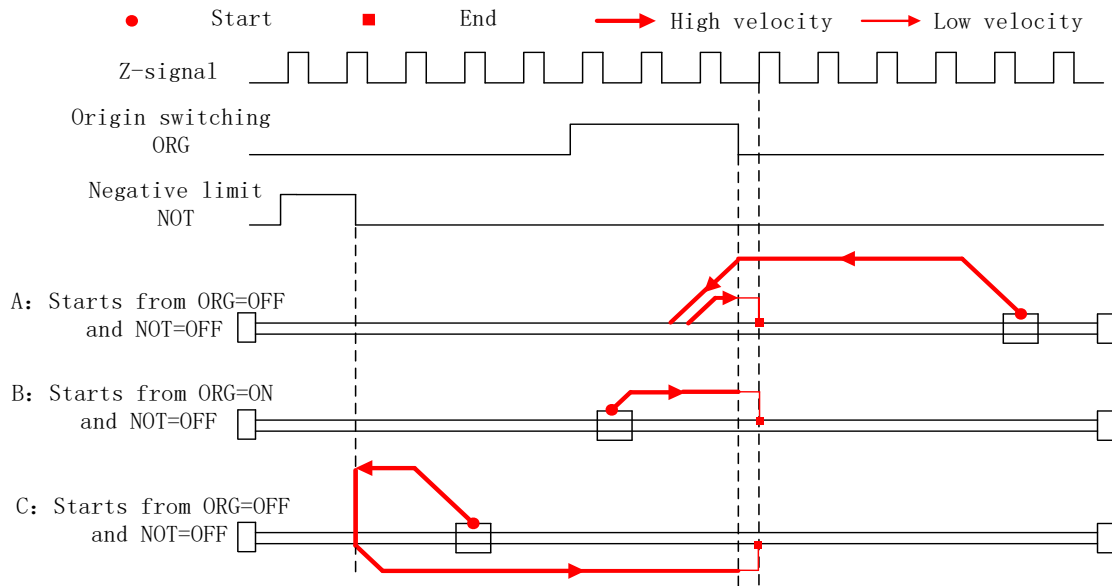 Start End High velocity Low velocity
Z-signal
Origin switching
ORG
Negative limit
NOT
A: Starts from ORG=OFF
and NOT=OFF
B: Starts from ORG=ON
and NOT=OFF
C: Starts from ORG=OFF
and NOT=OFF